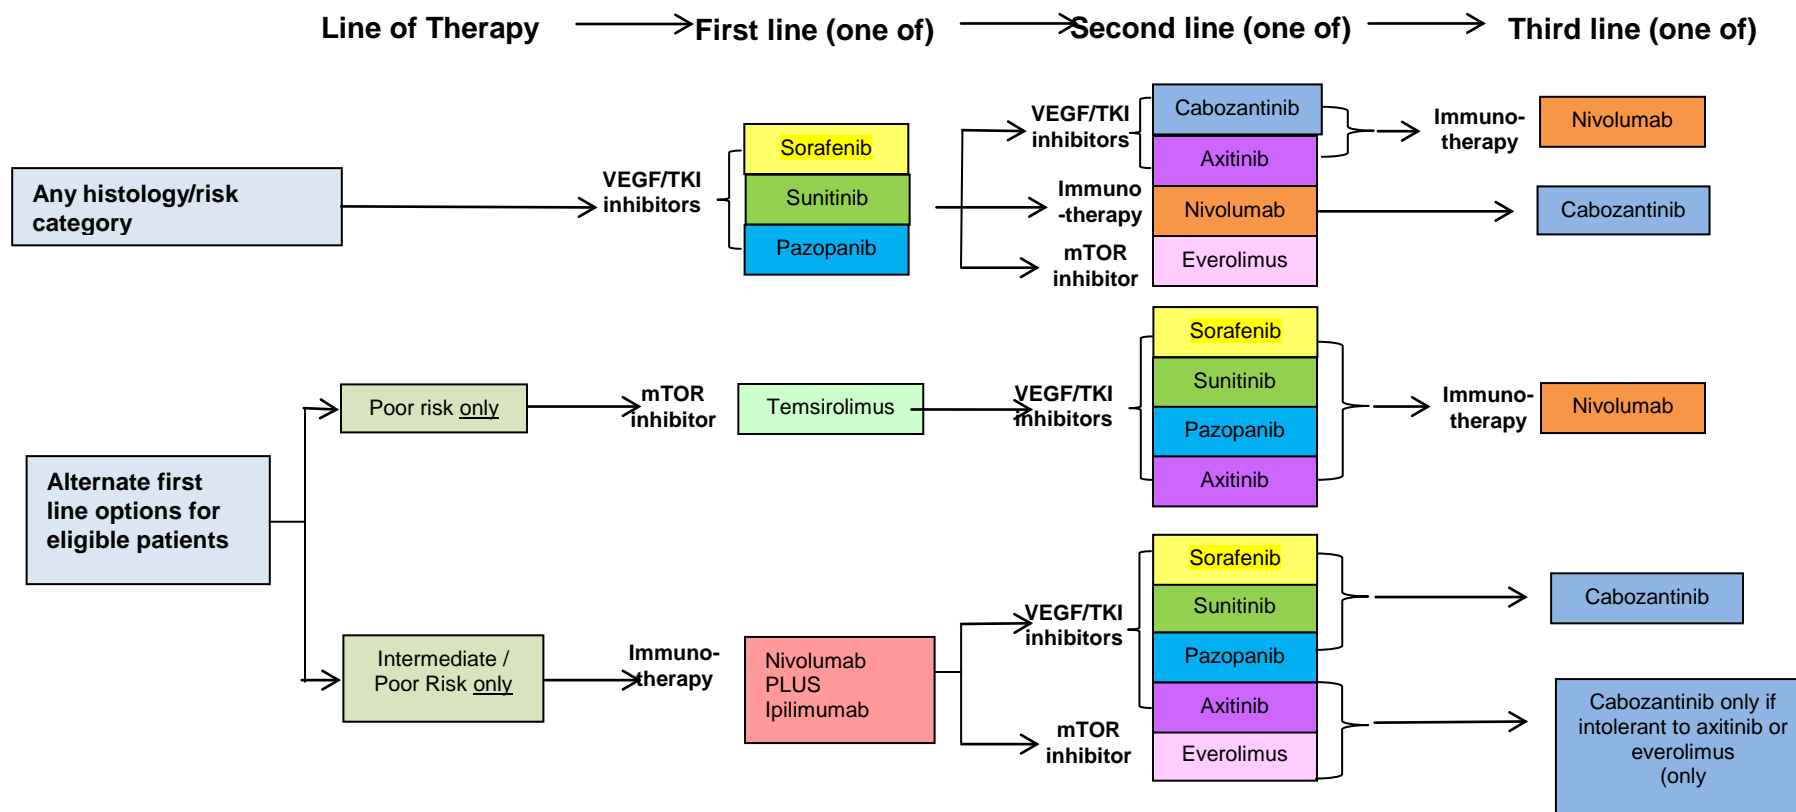 Line of Therapy
First line (one of)
Second line (one of)
Third line (one of)
Any histology/risk
category
VEGF/TKI
inhibitors
Sorafenib
Sunitinib
Pazopanib
VEGF/TKI
inhibitors
Immuno
-therapy
mTOR
inhibitor
Cabozantinib
Axitinib
Nivolumab
Everolimus
Immuno-
therapy
Nivolumab
Cabozantinib
Alternate first
line options for
eligible patients
Poor risk only
mTOR
inhibitor
Temsirolimus
VEGF/TKI
inhibitors
Sorafenib
Sunitinib
Pazopanib
Axitinib
Immuno-
therapy
Nivolumab
Intermediate /
Poor Risk only
Immuno-
therapy
Nivolumab
PLUS
Ipilimumab
VEGF/TKI
inhibitors
mTOR
inhibitor
Sorafenib
Sunitinib
Pazopanib
Axitinib
Everolimus
Cabozantinib
Cabozantinib only if
intolerant to axitinib or
everolimus
(only